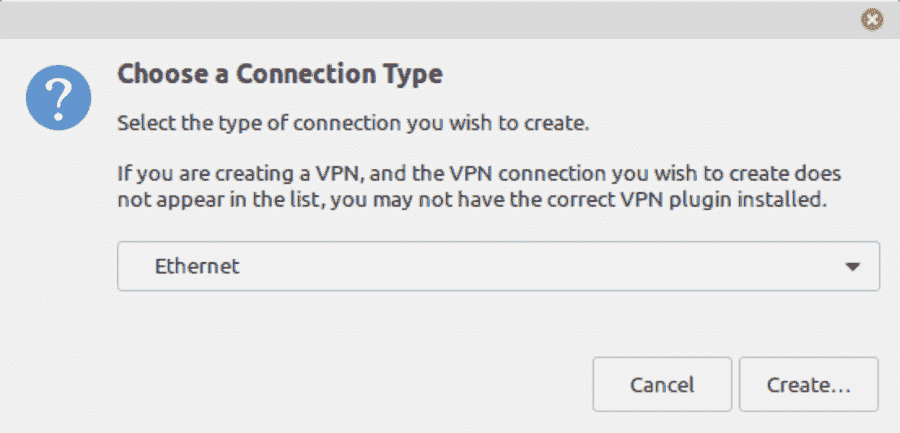 Choose a Connection Type
Select the type of connection you wish to create.
If you are creating a VPN, and the VPN connection you wish to create does
not appear in the list, you may not have the correct VPN plugin installed.
Ethernet
Cancel
Create...